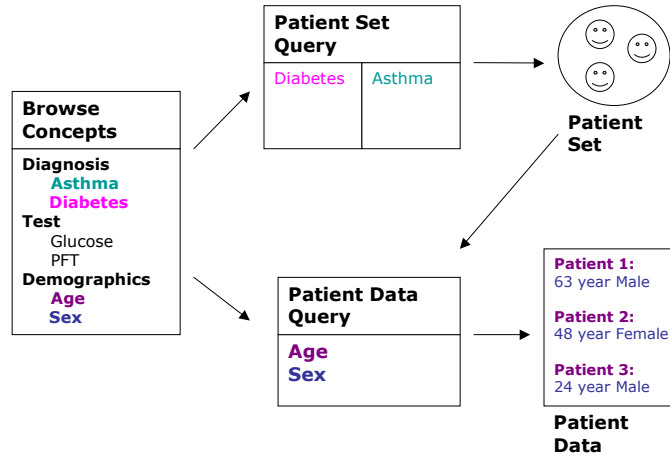 Browse
Concepts
Diagnosis
Asthma
Diabetes
Test
Glucose
PFT
Demographics
Age
Sex
Patient Set
Query
Diabetes
Asthma
Patient
Set
Patient Data
Query
Age
Sex
Patient 1:
63 year Male
Patient 2:
48 year Female
Patient 3:
24 year Male
Patient
Data